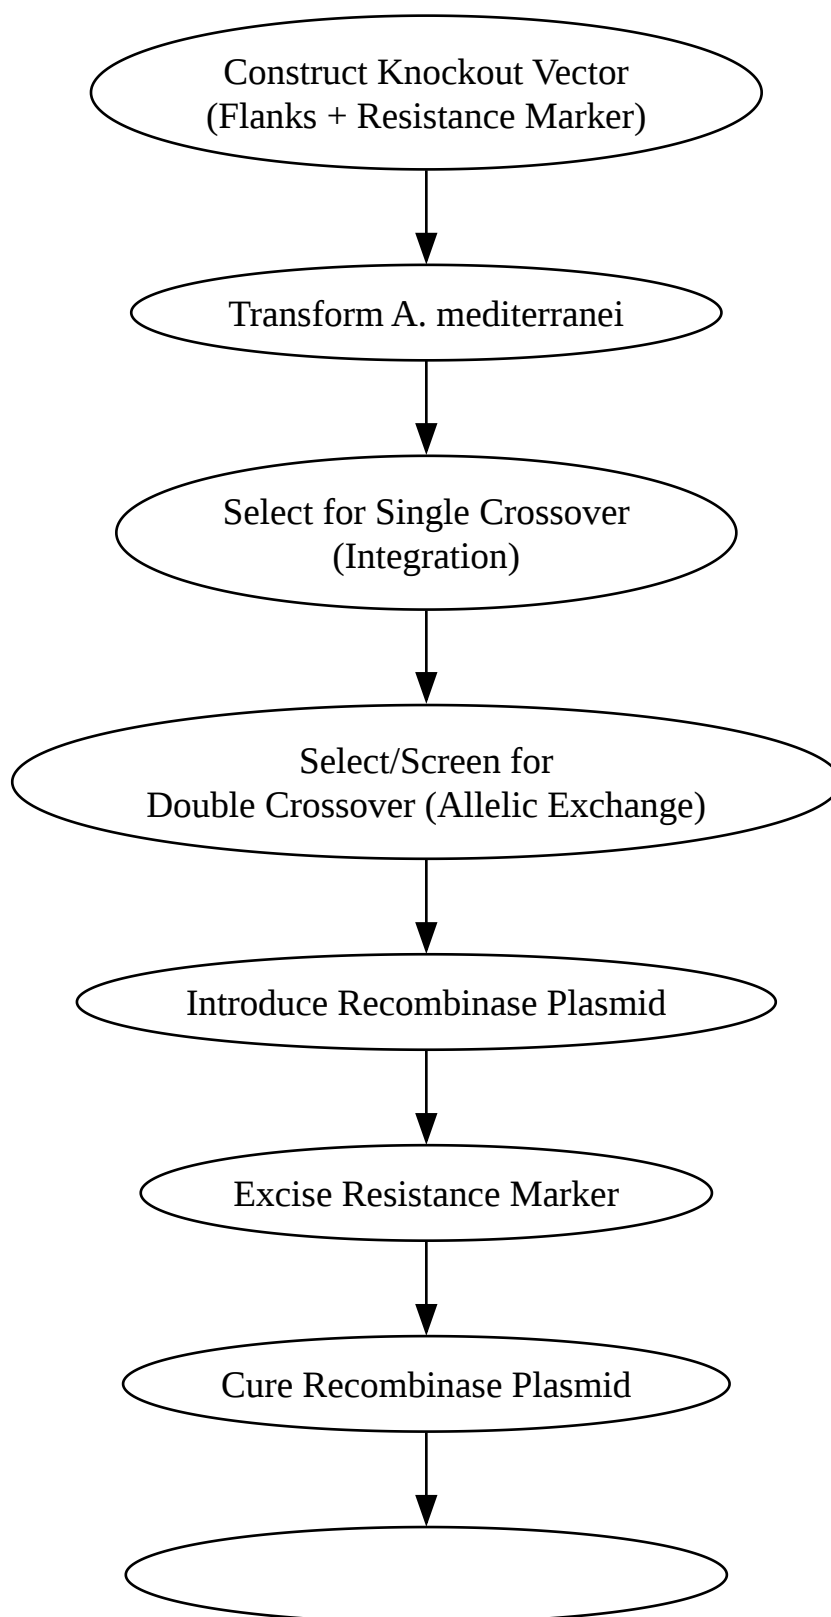 Construct Knockout Vector
(Flanks + Resistance Marker)
Transform A. mediterranei
Select for Single Crossover
(Integration)
Select/Screen for
Double Crossover (Allelic Exchange)
Introduce Recombinase Plasmid
Excise Resistance Marker
Cure Recombinase Plasmid